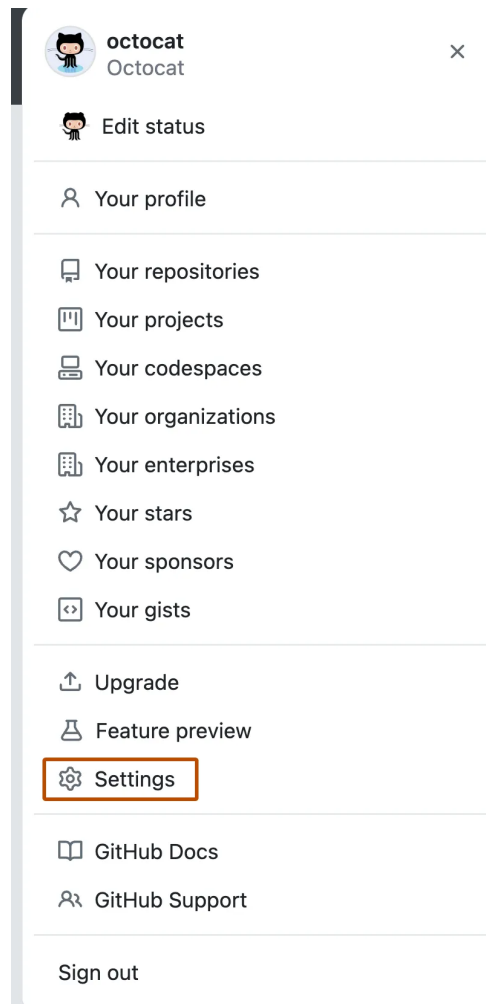 octocat
Octocat
Edit status
Your profile
Your repositories
Your projects
Your codespaces
Your organizations
Your enterprises
Your stars
Your sponsors
Your gists
Upgrade
Feature preview
Settings
GitHub Docs
GitHub Support
Sign out